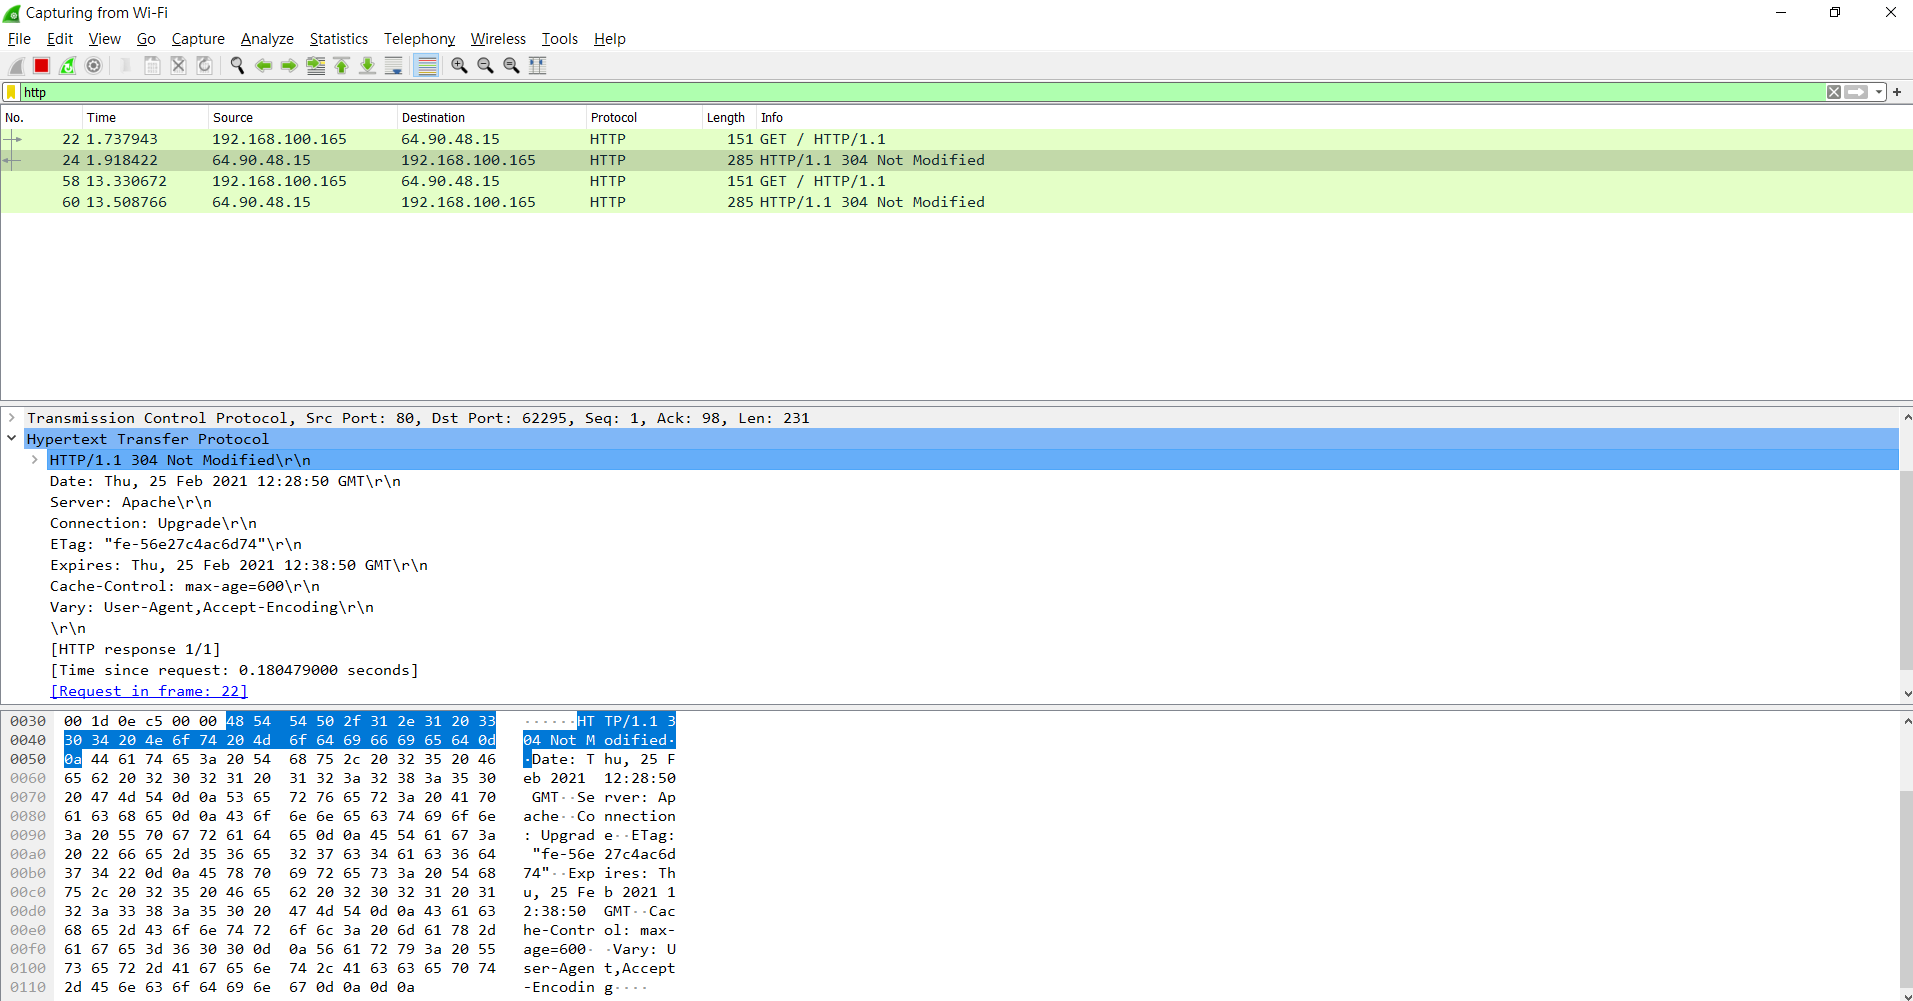 Capturing from Wi-Fi
File Edit View Go Capture Analyze Statistics Telephony Wireless Tools Help
http
No. Time Source Destination Protocol Length Info
22 1.737943 192.168.100.165 64.90.48.15 HTTP 151 GET / HTTP/1.1
24 1.918422 64.90.48.15 192.168.100.165 HTTP 285 HTTP/1.1 304 Not Modified
58 13.330672 192.168.100.165 64.90.48.15 HTTP 151 GET / HTTP/1.1
60 13.508766 64.90.48.15 192.168.100.165 HTTP 285 HTTP/1.1 304 Not Modified
Transmission Control Protocol, Src Port: 80, Dst Port: 62295, Seq: 1, Ack: 98, Len: 231
Hypertext Transfer Protocol
HTTP/1.1 304 Not Modified\r\n
Date: Thu, 25 Feb 2021 12:28:50 GMT\r\n
Server: Apache\r\n
Connection: Upgrade\r\n
ETag: "fe-56e27c4ac6d74"\r\n
Expires: Thu, 25 Feb 2021 12:38:50 GMT\r\n
Cache-Control: max-age=600\r\n
Vary: User-Agent,Accept-Encoding\r\n
\r\n
[HTTP response 1/1]
[Time since request: 0.180479000 seconds]
[Request in frame: 22]
0030 00 1d 0e c5 00 00 48 54 54 50 2f 31 2e 31 20 33 ······HT TP/1.1 3
0040 30 34 20 4e 6f 74 20 4d 6f 64 69 66 69 65 64 0d 04 Not M odified·
0050 0a 44 61 74 65 3a 20 54 68 75 2c 20 32 35 20 46 ·Date: T hu, 25 F
0060 65 62 20 32 30 32 31 20 31 32 3a 32 38 3a 35 30 eb 2021 12:28:50
0070 20 47 4d 54 0d 0a 53 65 72 76 65 72 3a 20 41 70 GMT··Se rver: Ap
0080 61 63 68 65 0d 0a 43 6f 6e 6e 65 63 74 69 6f 6e ache··Co nnection
0090 3a 20 55 70 67 72 61 64 65 0d 0a 45 54 61 67 3a : Upgrad e··ETag:
00a0 20 22 66 65 2d 35 36 65 32 37 63 34 61 63 36 64 "fe-56e 27c4ac6d
00b0 37 34 22 0d 0a 45 78 70 69 72 65 73 3a 20 54 68 74"··Exp ires: Th
00c0 75 2c 20 32 35 20 46 65 62 20 32 30 32 31 20 31 u, 25 Fe b 2021 1
00d0 32 3a 33 38 3a 35 30 20 47 4d 54 0d 0a 43 61 63 2:38:50 GMT··Cac
00e0 68 65 2d 43 6f 6e 74 72 6f 6c 3a 20 6d 61 78 2d he-Contr ol: max-
00f0 61 67 65 3d 36 30 30 0d 0a 56 61 72 79 3a 20 55 age=600· ·Vary: U
0100 73 65 72 2d 41 67 65 6e 74 2c 41 63 63 65 70 74 ser-Agen t,Accept
0110 2d 45 6e 63 6f 64 69 6e 67 0d 0a 0d 0a -Encodin g····